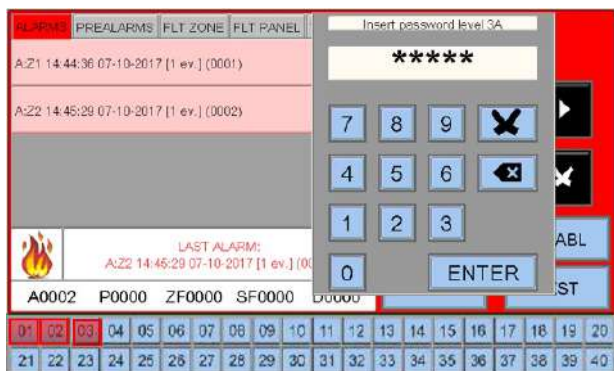 ALARMS PREALARMS FLT ZONE FLT PANEL
A:Z1 14:44:36 07-10-2017 [1 ev.] (0001)
A:Z2 14:45:29 07-10-2017 [1 ev.] (0002)
LAST ALARM:
A:Z2 14:45:29 07-10-2017 [1 ev.] (00
A0002 P0000 ZF0000 SF0000 D0000
Insert password level 3A
*****
7 8 9
4 5 6
1 2 3
0 ENTER
ABL
ST
01 02 03 04 05 06 07 08 09 10 11 12 13 14 15 16 17 18 19 20
21 22 23 24 25 26 27 28 29 30 31 32 33 34 35 36 37 38 39 40